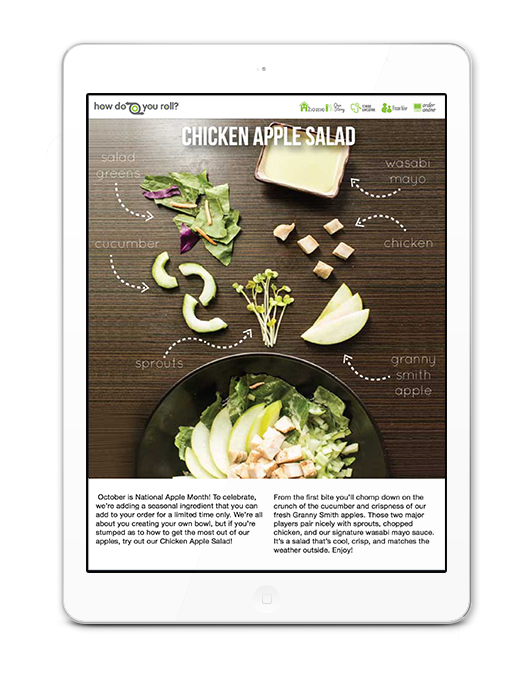 how do you roll?
Our Story
order online
CHICKEN APPLE SALAD
salad greens
wasabi mayo
cucumber
chicken
sprouts
granny smith apple
October is National Apple Month! To celebrate,
we're adding a seasonal ingredient that you can
add to your order for a limited time only. We're all
about you creating your own bowl, but if you're
stumped as to how to get the most out of our
apples, try out our Chicken Apple Salad!
From the first bite you'll chomp down on the
crunch of the cucumber and crispness of our
fresh Granny Smith apples. Those two major
players pair nicely with sprouts, chopped
chicken, and our signature wasabi mayo sauce.
It's a salad that's cool, crisp, and matches the
weather outside. Enjoy!